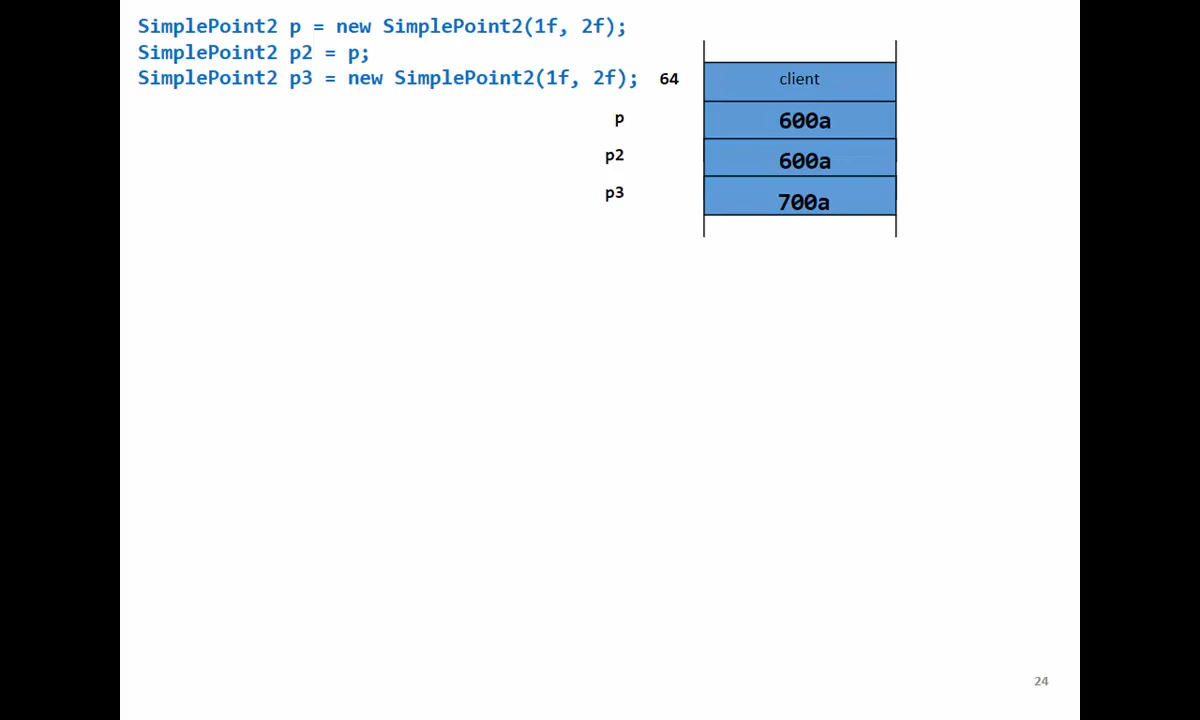 SimplePoint2 p = new SimplePoint2(1f, 2f);
SimplePoint2 p2 = p;
SimplePoint2 p3 = new SimplePoint2(1f, 2f);
64 client
p 600a
p2 600a
p3 700a
24